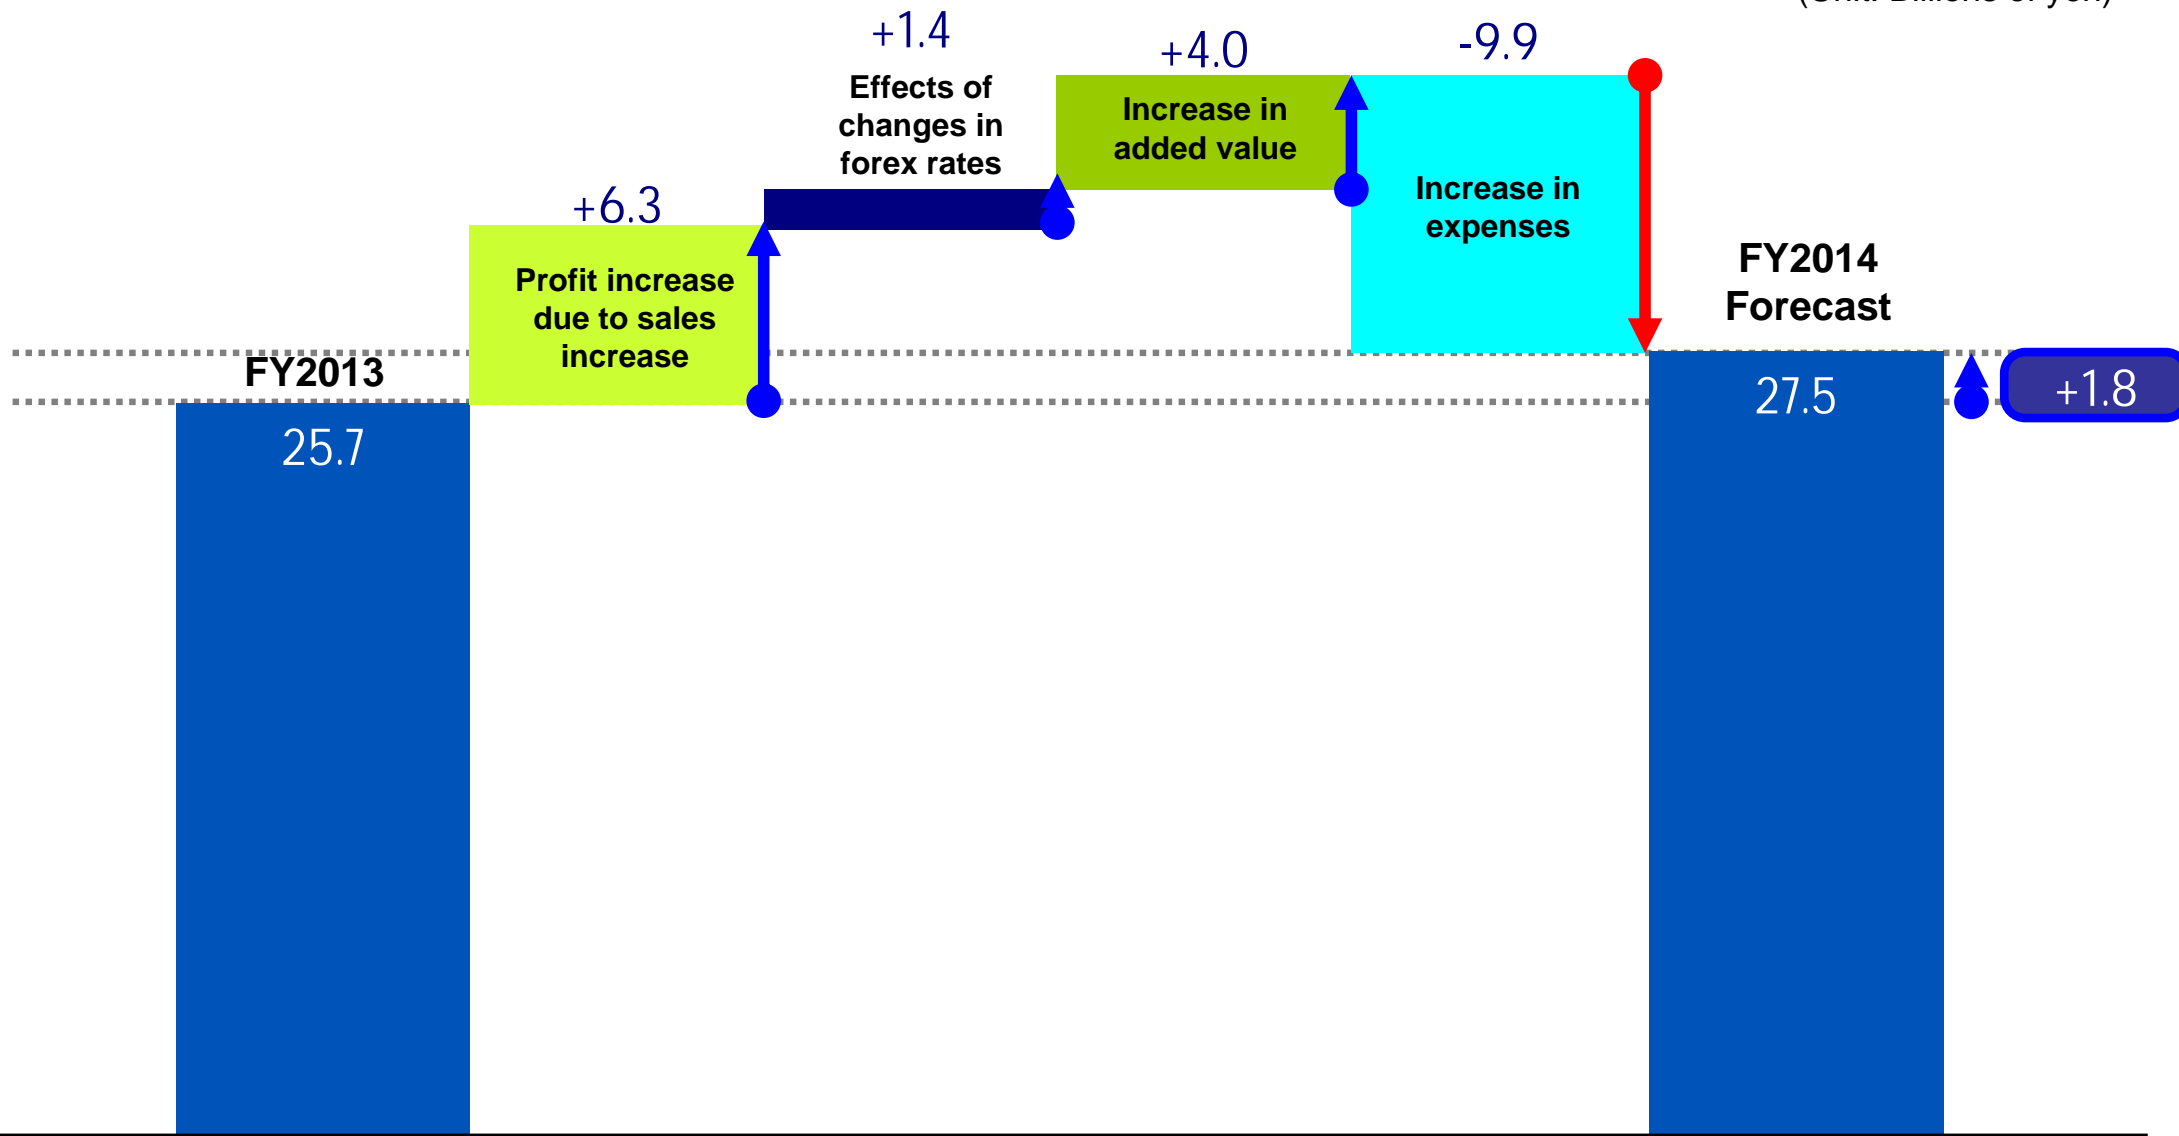 +1.4
+4.0
-9.9
Effects of
changes in
forex rates
Increase in
added value
+6.3
Increase in
expenses
Profit increase
due to sales
increase
FY2014
Forecast
FY2013
27.5
+1.8
25.7